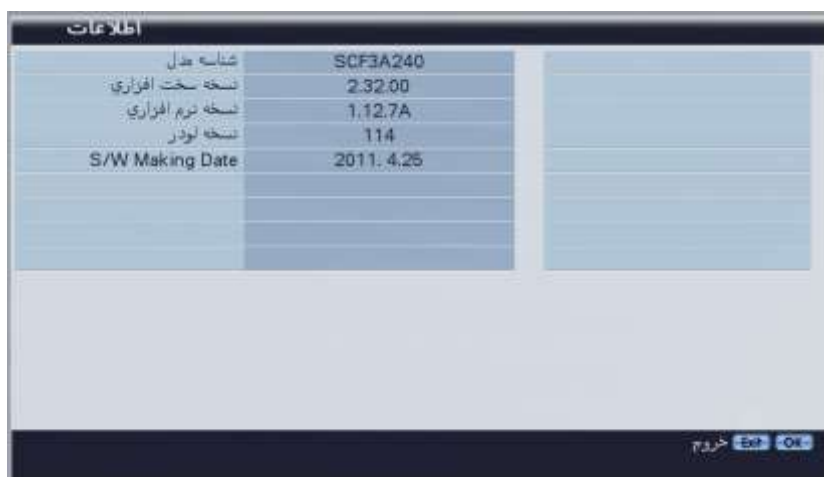 اطلاعات
شناسه مدل SCF3A240
نسخه سخت افزاري 2.32.00
نسخه نرم افزاري 1.12.7A
نسخه لودر 114
S/W Making Date 2011. 4.25
خروج Exit OK